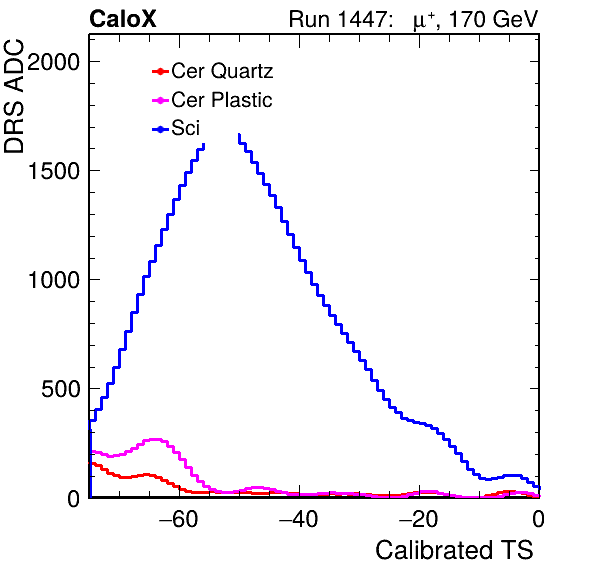 CaloX Run 1447: μ⁺, 170 GeV
DRS ADC
2000
1500
1000
500
0
Cer Quartz
Cer Plastic
Sci
−60 −40 −20 0
Calibrated TS